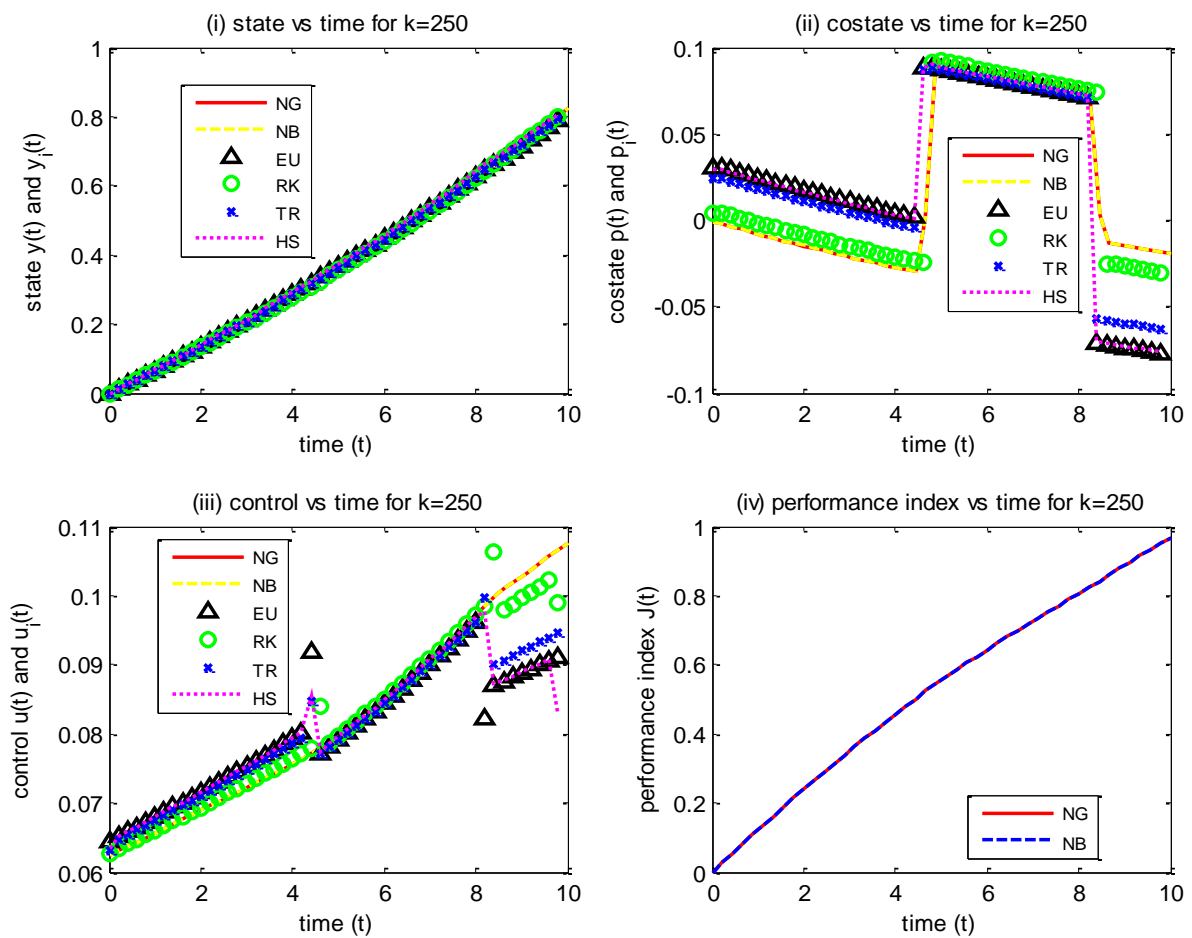 (i) state vs time for k=250
state y(t) and y_i(t)
1
0.8
0.6
0.4
0.2
0
0 2 4 6 8 10
time (t)
NG
NB
EU
RK
TR
HS
(ii) costate vs time for k=250
costate p(t) and p_i(t)
0.1
0.05
0
-0.05
-0.1
0 2 4 6 8 10
time (t)
NG
NB
EU
RK
TR
HS
(iii) control vs time for k=250
control u(t) and u_i(t)
0.11
0.1
0.09
0.08
0.07
0.06
0 2 4 6 8 10
time (t)
NG
NB
EU
RK
TR
HS
(iv) performance index vs time for k=250
performance index J(t)
1
0.8
0.6
0.4
0.2
0
0 2 4 6 8 10
time (t)
NG
NB